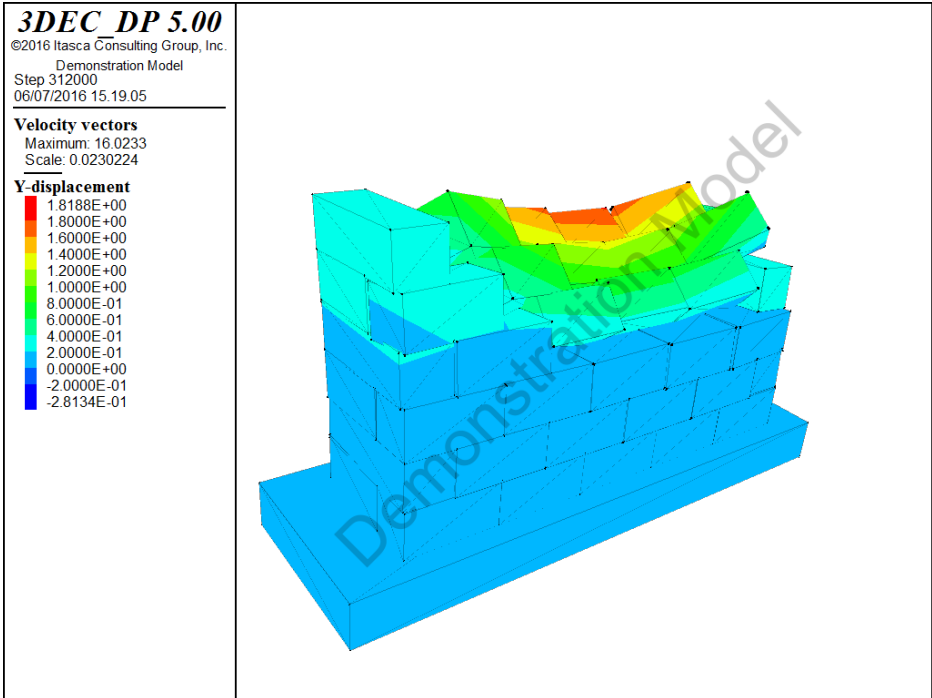 3DEC_DP 5.00
©2016 Itasca Consulting Group, Inc.
Demonstration Model
Step 312000
06/07/2016 15.19.05
Velocity vectors
Maximum: 16.0233
Scale: 0.0230224
Y-displacement
1.8188E+00
1.8000E+00
1.6000E+00
1.4000E+00
1.2000E+00
1.0000E+00
8.0000E-01
6.0000E-01
4.0000E-01
2.0000E-01
0.0000E+00
-2.0000E-01
-2.8134E-01
Demonstration Model